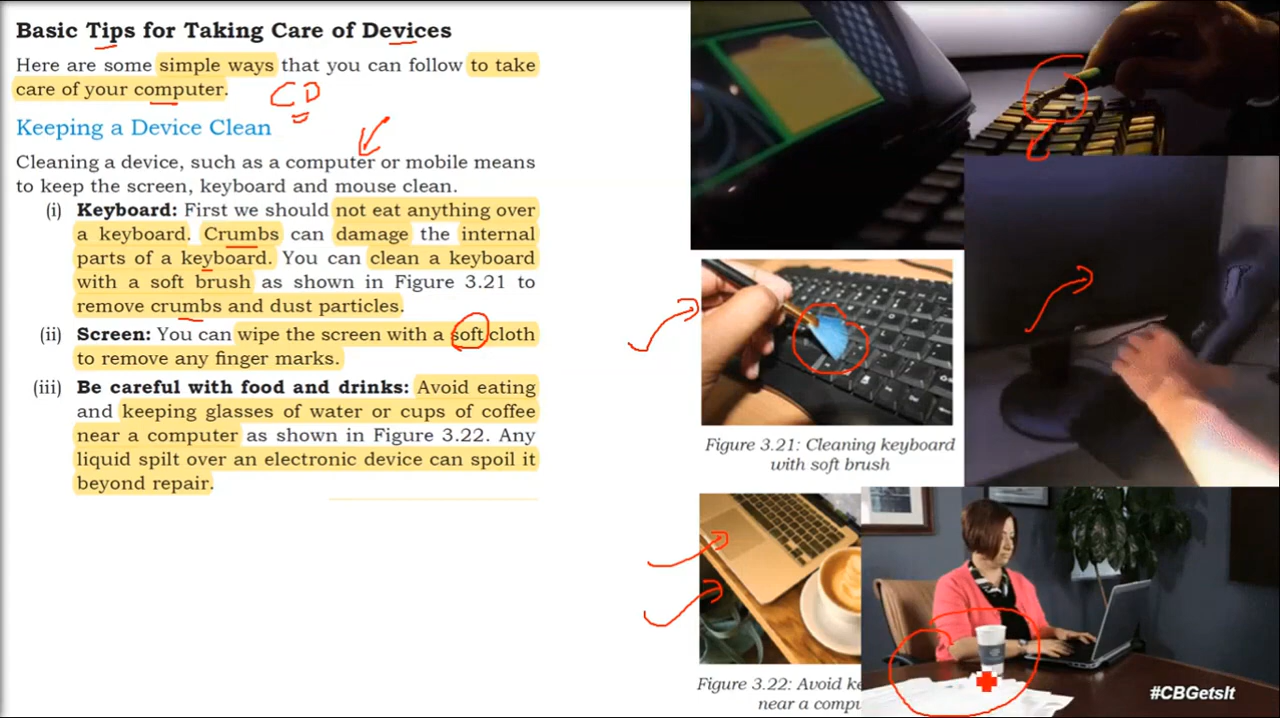 Basic Tips for Taking Care of Devices
Here are some simple ways that you can follow to take
care of your computer.
CD
Keeping a Device Clean
Cleaning a device, such as a computer or mobile means
to keep the screen, keyboard and mouse clean.
(i) Keyboard: First we should not eat anything over
a keyboard. Crumbs can damage the internal
parts of a keyboard. You can clean a keyboard
with a soft brush as shown in Figure 3.21 to
remove crumbs and dust particles.
(ii) Screen: You can wipe the screen with a soft cloth
to remove any finger marks.
(iii) Be careful with food and drinks: Avoid eating
and keeping glasses of water or cups of coffee
near a computer as shown in Figure 3.22. Any
liquid spilt over an electronic device can spoil it
beyond repair.
Figure 3.21: Cleaning keyboard
with soft brush
Figure 3.22: Avoid ke
near a compu
#CBGetsIt